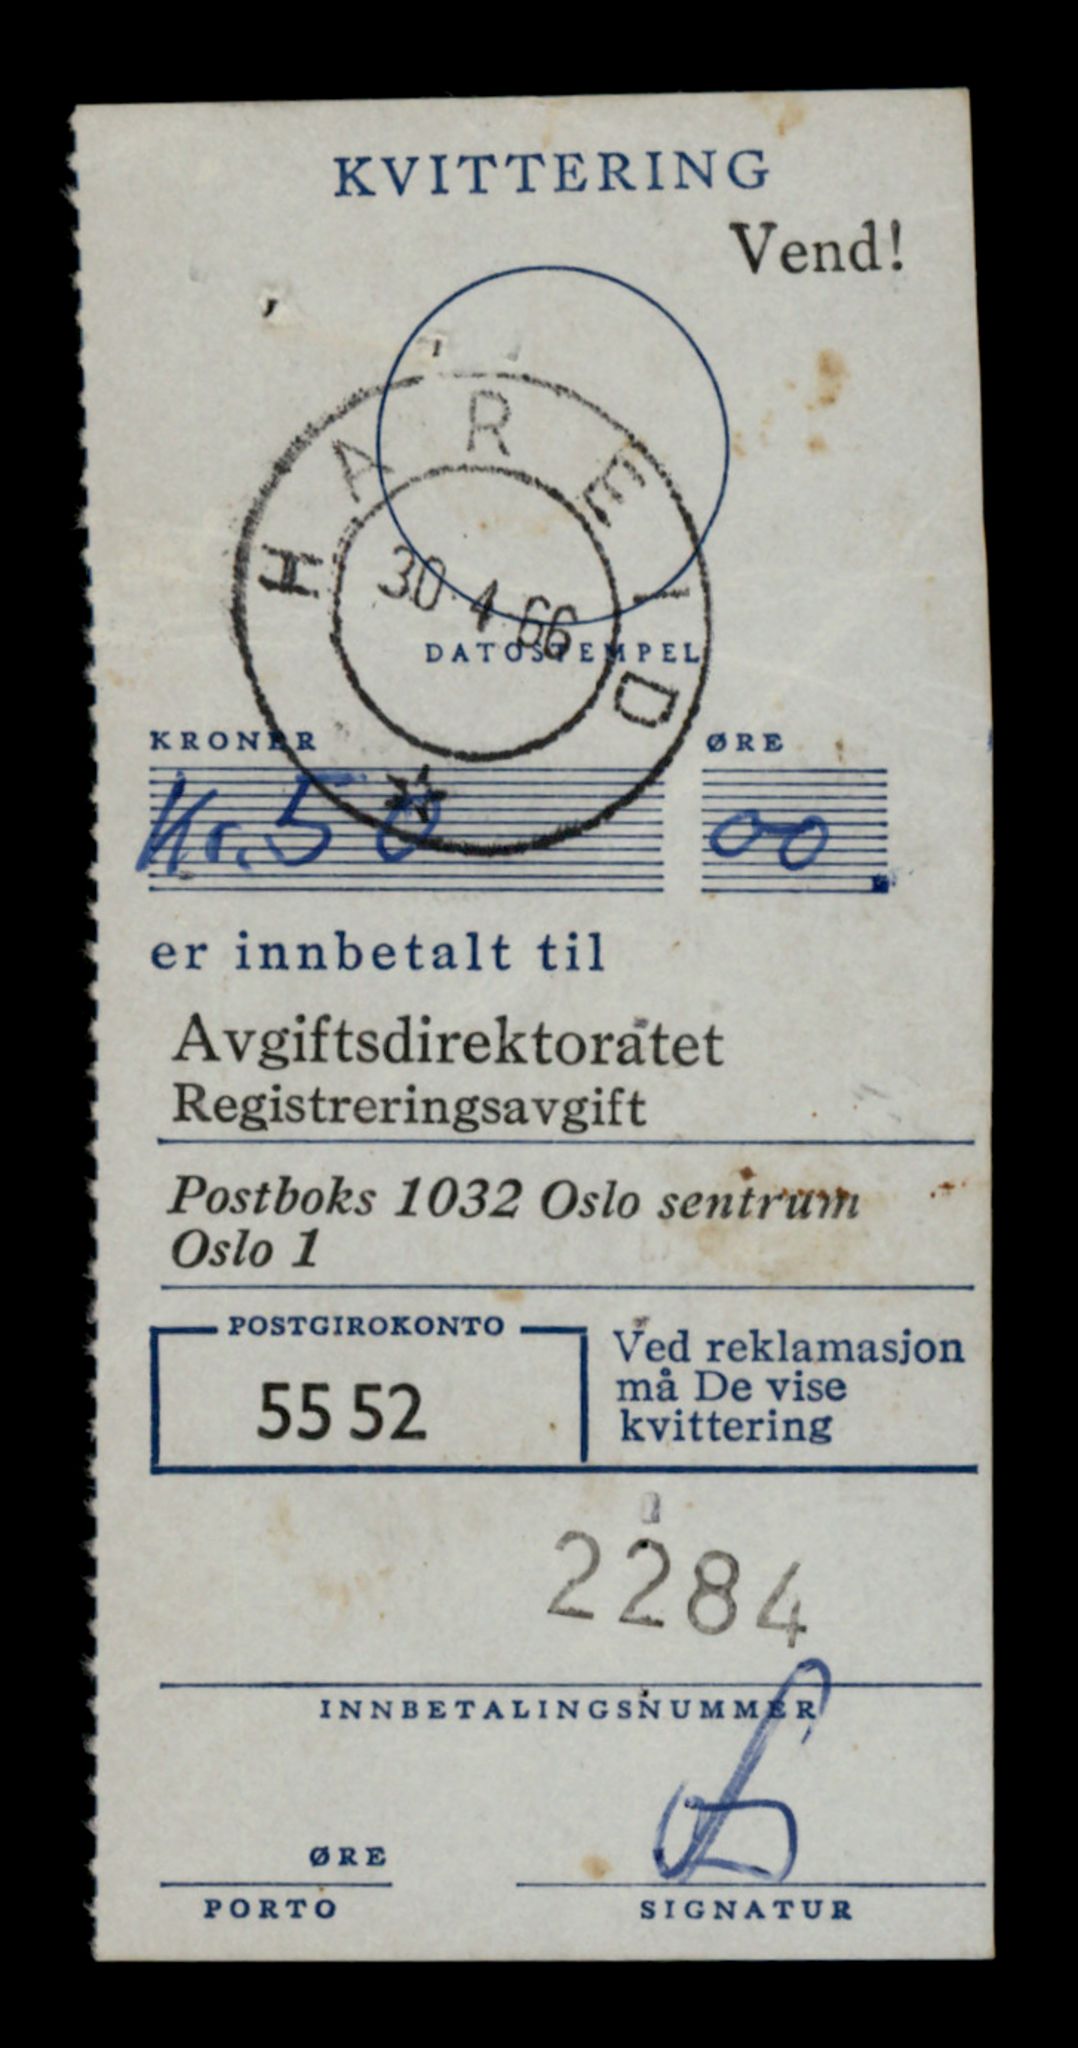 KVITTERING
Vend!
HAREID
30.4.66
DATOSTEMPEL
KRONER ØRE
Kr. 50 00
er innbetalt til
Avgiftsdirektoratet
Registreringsavgift
Postboks 1032 Oslo sentrum
Oslo 1
POSTGIROKONTO
55 52
Ved reklamasjon
må De vise
kvittering
2284
INNBETALINGSNUMMER
ØRE
PORTO
SIGNATUR